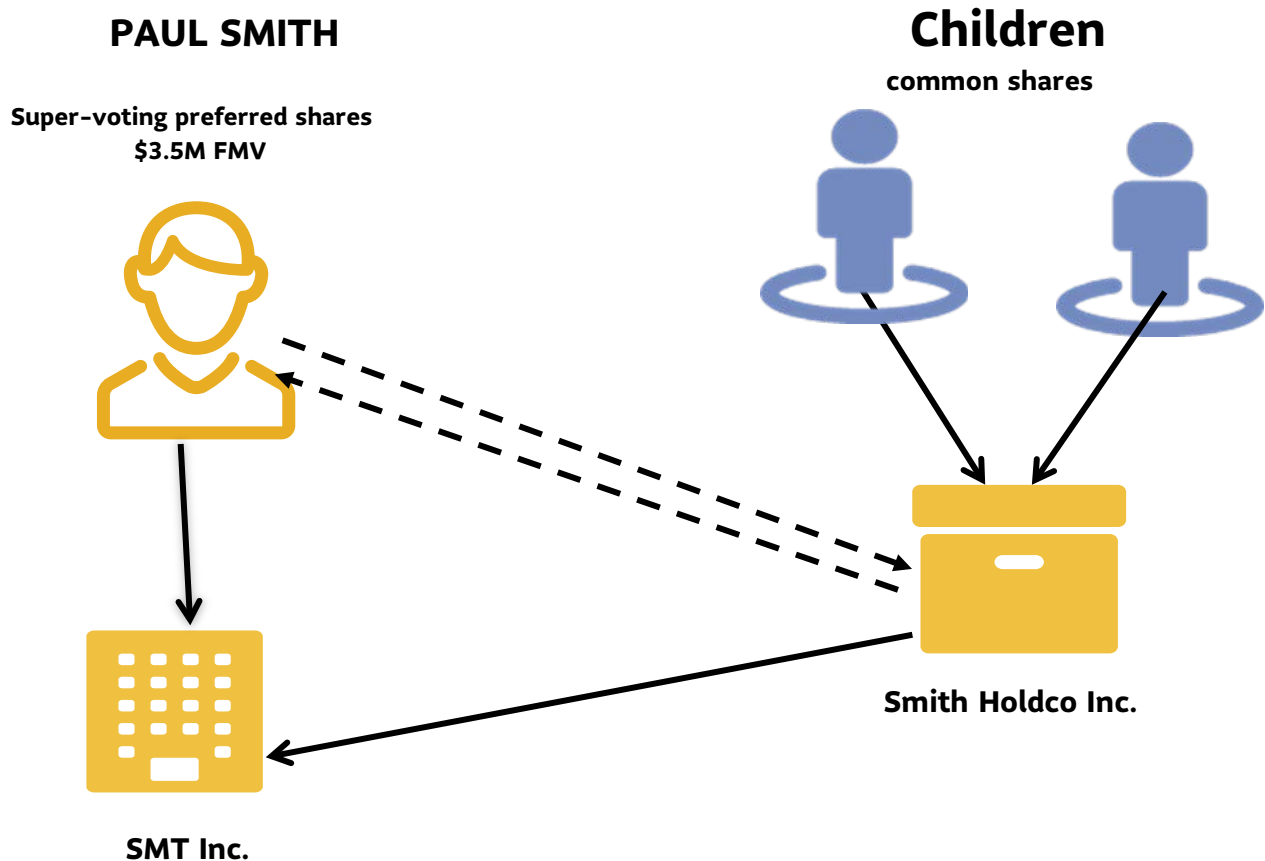 PAUL SMITH
Super-voting preferred shares
$3.5M FMV
Children
common shares
Smith Holdco Inc.
SMT Inc.